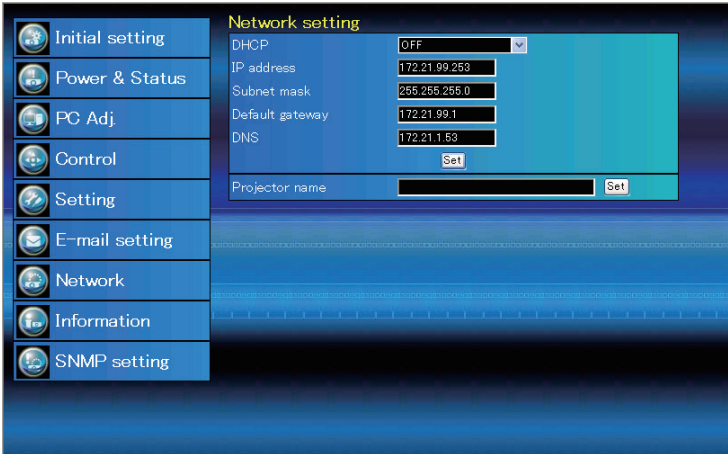 Initial setting
Power & Status
PC Adj.
Control
Setting
E-mail setting
Network
Information
SNMP setting
Network setting
DHCP OFF
IP address 172.21.99.253
Subnet mask 255.255.255.0
Default gateway 172.21.99.1
DNS 172.21.1.53
Set
Projector name Set